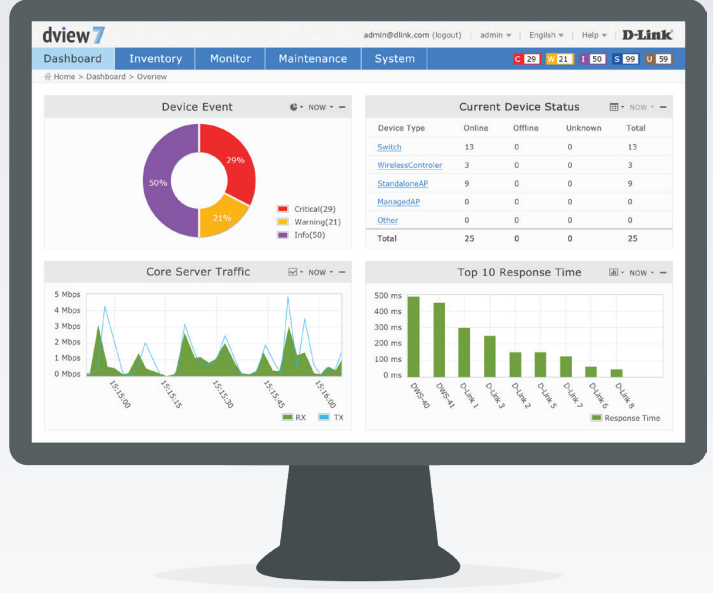 dview 7
admin@dlink.com (logout) | admin | English | Help | D-Link
Dashboard Inventory Monitor Maintenance System C 29 W 21 I 50 S 99 U 59
Home > Dashboard > Overiew
Device Event NOW
29%
50%
21%
Critical(29)
Warning(21)
Info(50)
Current Device Status NOW
Device Type Online Offline Unknown Total
Switch 13 0 0 13
WirelessControler 3 0 0 3
StandaloneAP 9 0 0 9
ManagedAP 0 0 0 0
Other 0 0 0 0
Total 25 0 0 25
Core Server Traffic NOW
5 Mbps
4 Mbps
3 Mbps
2 Mbps
1 Mbps
0 Mbps
15:15:00 15:15:15 15:15:30 15:15:45 15:16:00
RX TX
Top 10 Response Time NOW
500 ms
400 ms
300 ms
200 ms
100 ms
0 ms
DWS-40 DWS-41 D-Link 1 D-Link 3 D-Link 2 D-Link 5 D-Link 7 D-Link 6 D-Link 8
Response Time